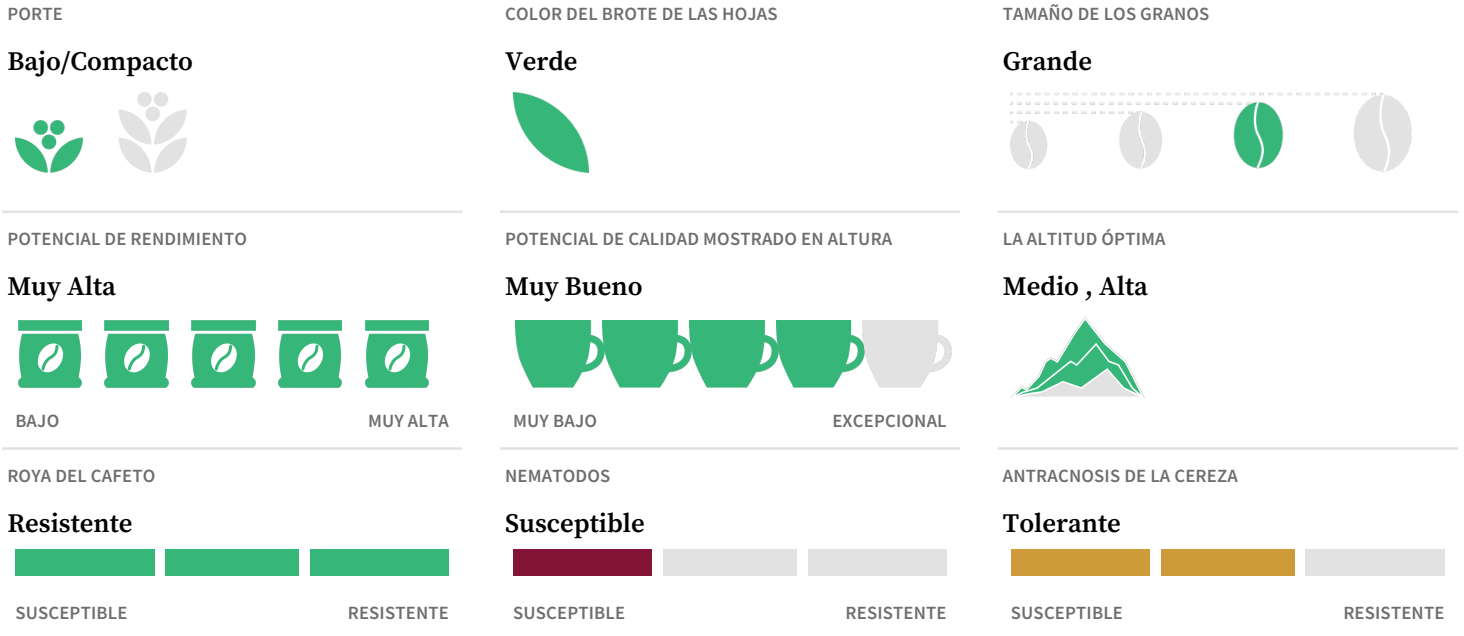 PORTE
Bajo/Compacto
COLOR DEL BROTE DE LAS HOJAS
Verde
TAMAÑO DE LOS GRANOS
Grande
POTENCIAL DE RENDIMIENTO
Muy Alta
BAJO
MUY ALTA
POTENCIAL DE CALIDAD MOSTRADO EN ALTURA
Muy Bueno
MUY BAJO
EXCEPCIONAL
LA ALTITUD ÓPTIMA
Medio , Alta
ROYA DEL CAFETO
Resistente
SUSCEPTIBLE
RESISTENTE
NEMATODOS
Susceptible
SUSCEPTIBLE
RESISTENTE
ANTRACNOSIS DE LA CEREZA
Tolerante
SUSCEPTIBLE
RESISTENTE